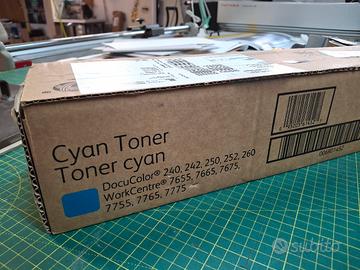 Cyan Toner
Toner cyan
DocuColor® 240, 242, 250, 252, 260
WorkCentre® 7655, 7665, 7675,
7755, 7765, 7775
subito